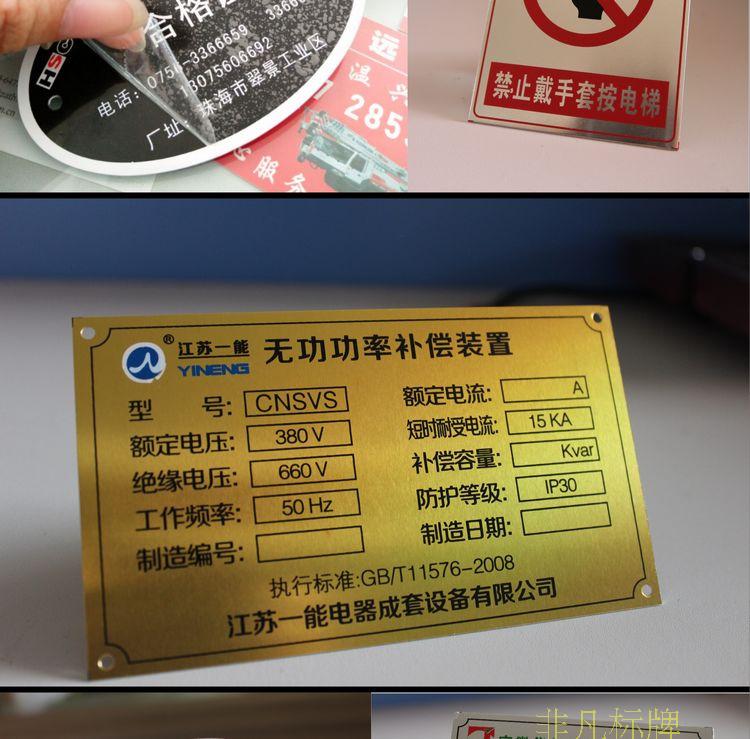 合格
HS
电话：0751-3366659
3366692
13075606692
厂址：珠海市翠景工业区
远
温
2853
服务
禁止戴手套按电梯
®
江苏一能
YINENG
无功功率补偿装置
型 号: CNSVS
额定电压: 380 V
绝缘电压: 660 V
工作频率: 50 Hz
制造编号:
额定电流: A
短时耐受电流: 15 KA
补偿容量: Kvar
防护等级: IP30
制造日期:
执行标准:GB/T11576-2008
江苏一能电器成套设备有限公司
非凡标牌